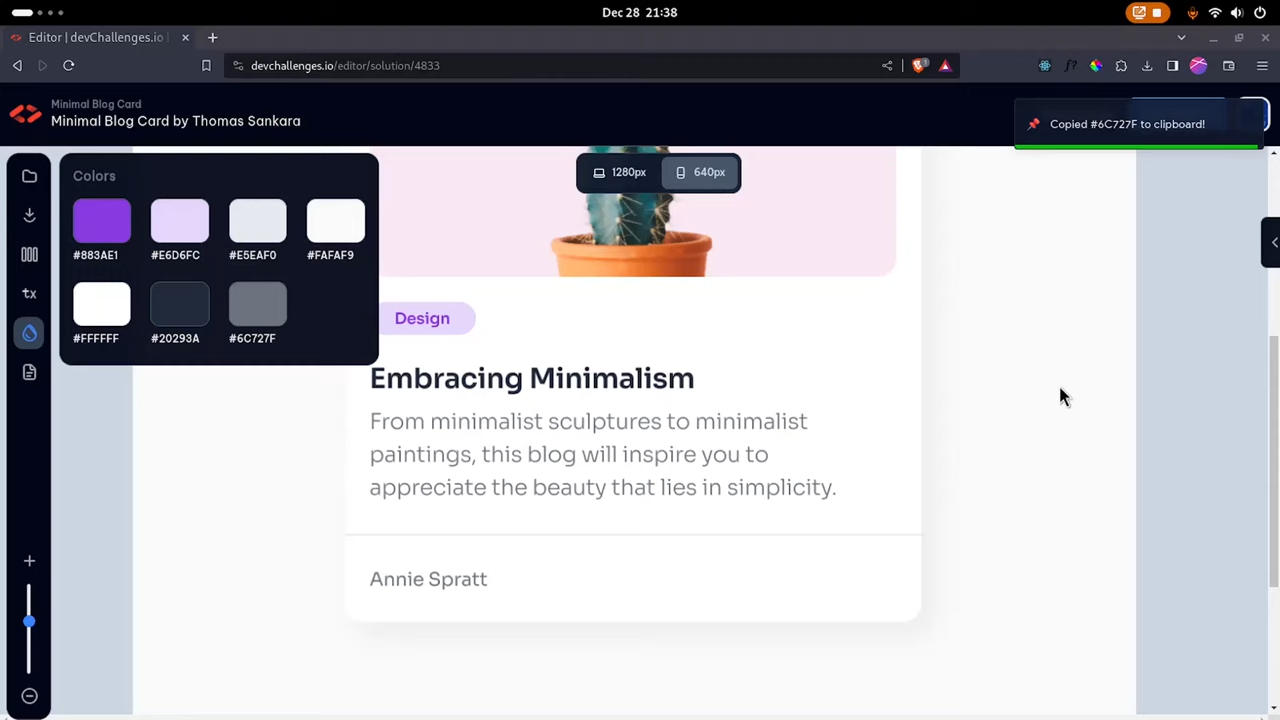 Dec 28 21:38
Editor | devChallenges.io
devchallenges.io/editor/solution/4833
Minimal Blog Card
Minimal Blog Card by Thomas Sankara
Copied #6C727F to clipboard!
Colors
#883AE1 #E6D6FC #E5EAF0 #FAFAF9
#FFFFFF #20293A #6C727F
1280px 640px
tx
Design
Embracing Minimalism
From minimalist sculptures to minimalist
paintings, this blog will inspire you to
appreciate the beauty that lies in simplicity.
Annie Spratt